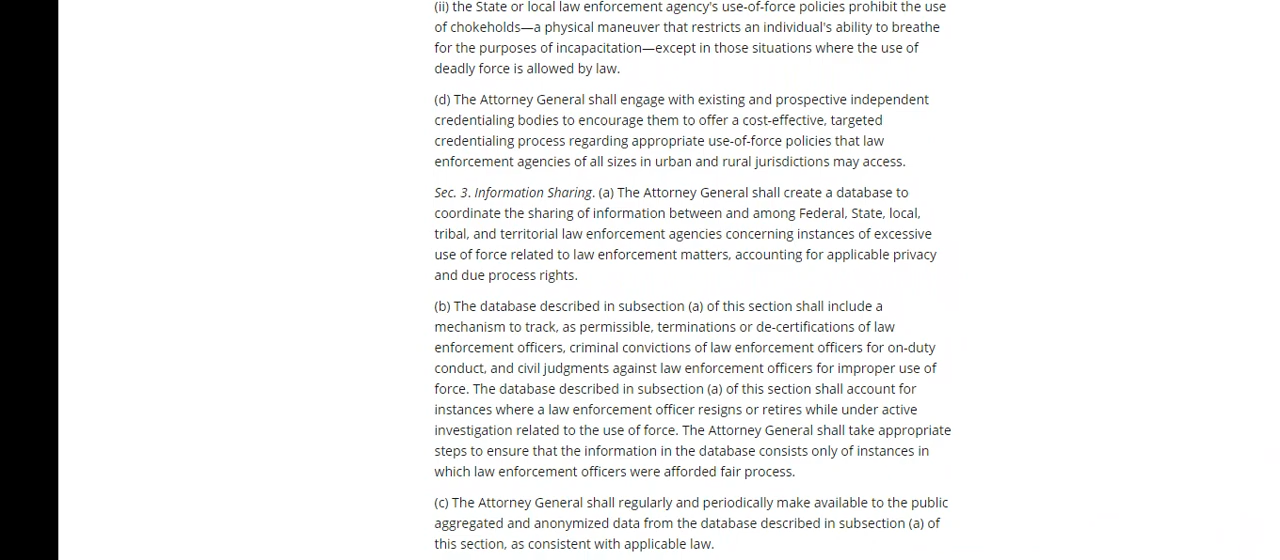 (ii) the State or local law enforcement agency's use-of-force policies prohibit the use
of chokeholds—a physical maneuver that restricts an individual's ability to breathe
for the purposes of incapacitation—except in those situations where the use of
deadly force is allowed by law.
(d) The Attorney General shall engage with existing and prospective independent
credentialing bodies to encourage them to offer a cost-effective, targeted
credentialing process regarding appropriate use-of-force policies that law
enforcement agencies of all sizes in urban and rural jurisdictions may access.
Sec. 3. Information Sharing. (a) The Attorney General shall create a database to
coordinate the sharing of information between and among Federal, State, local,
tribal, and territorial law enforcement agencies concerning instances of excessive
use of force related to law enforcement matters, accounting for applicable privacy
and due process rights.
(b) The database described in subsection (a) of this section shall include a
mechanism to track, as permissible, terminations or de-certifications of law
enforcement officers, criminal convictions of law enforcement officers for on-duty
conduct, and civil judgments against law enforcement officers for improper use of
force. The database described in subsection (a) of this section shall account for
instances where a law enforcement officer resigns or retires while under active
investigation related to the use of force. The Attorney General shall take appropriate
steps to ensure that the information in the database consists only of instances in
which law enforcement officers were afforded fair process.
(c) The Attorney General shall regularly and periodically make available to the public
aggregated and anonymized data from the database described in subsection (a) of
this section, as consistent with applicable law.